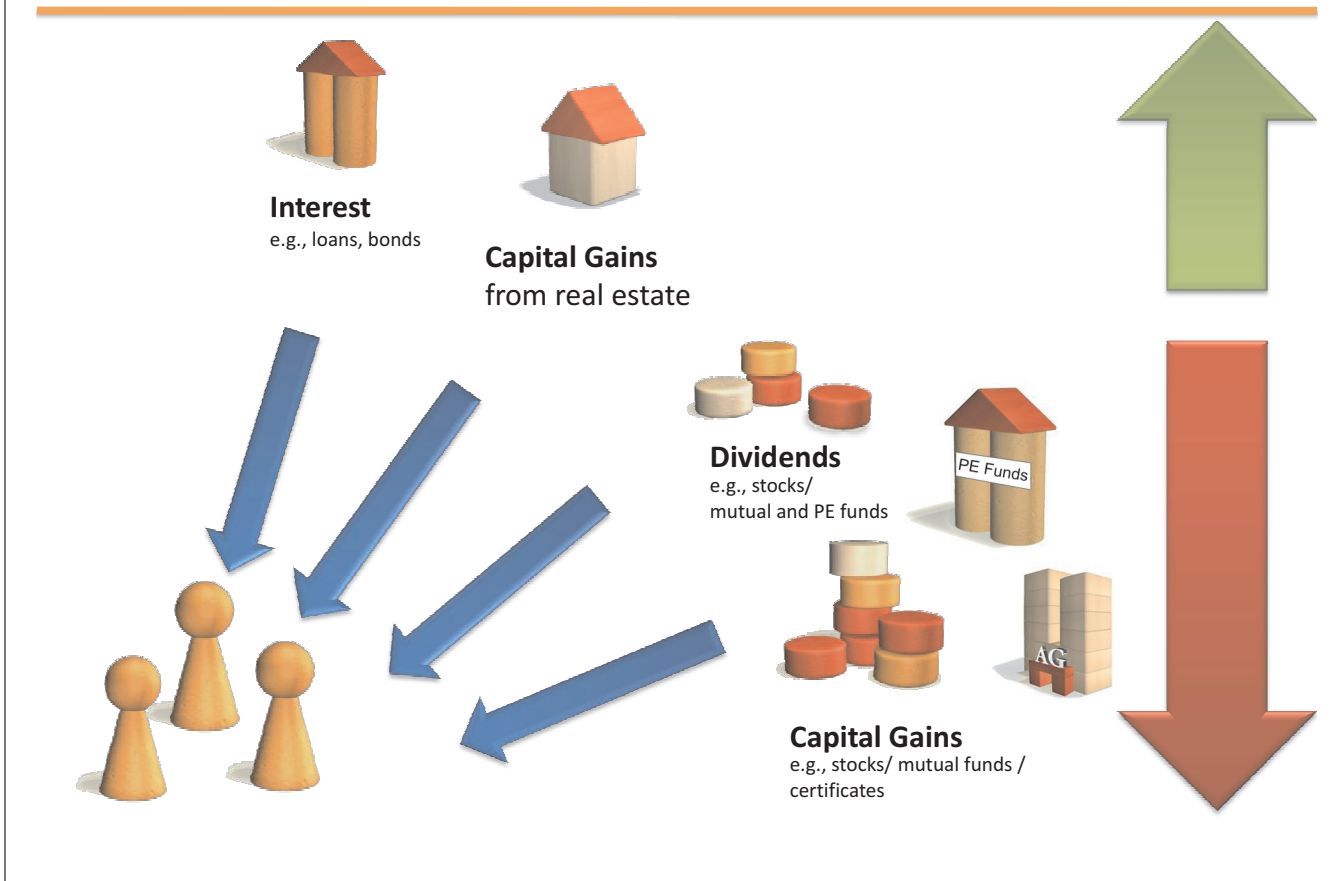 Interest
e.g., loans, bonds
Capital Gains
from real estate
Dividends
e.g., stocks/
mutual and PE funds
PE Funds
AG
Capital Gains
e.g., stocks/ mutual funds /
certificates